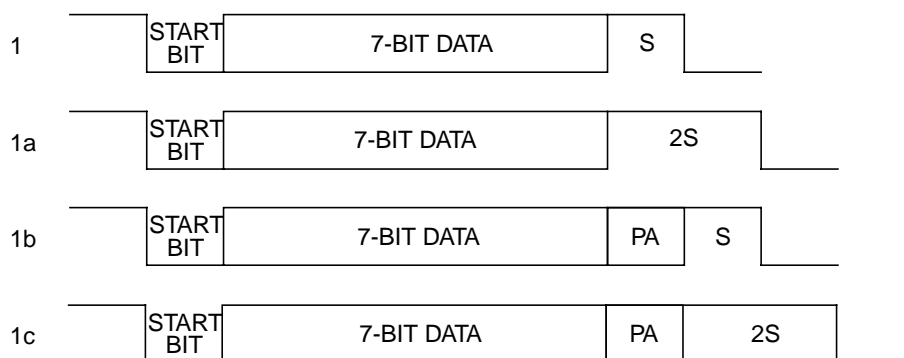 1 START BIT 7-BIT DATA S
1a START BIT 7-BIT DATA 2S
1b START BIT 7-BIT DATA PA S
1c START BIT 7-BIT DATA PA 2S